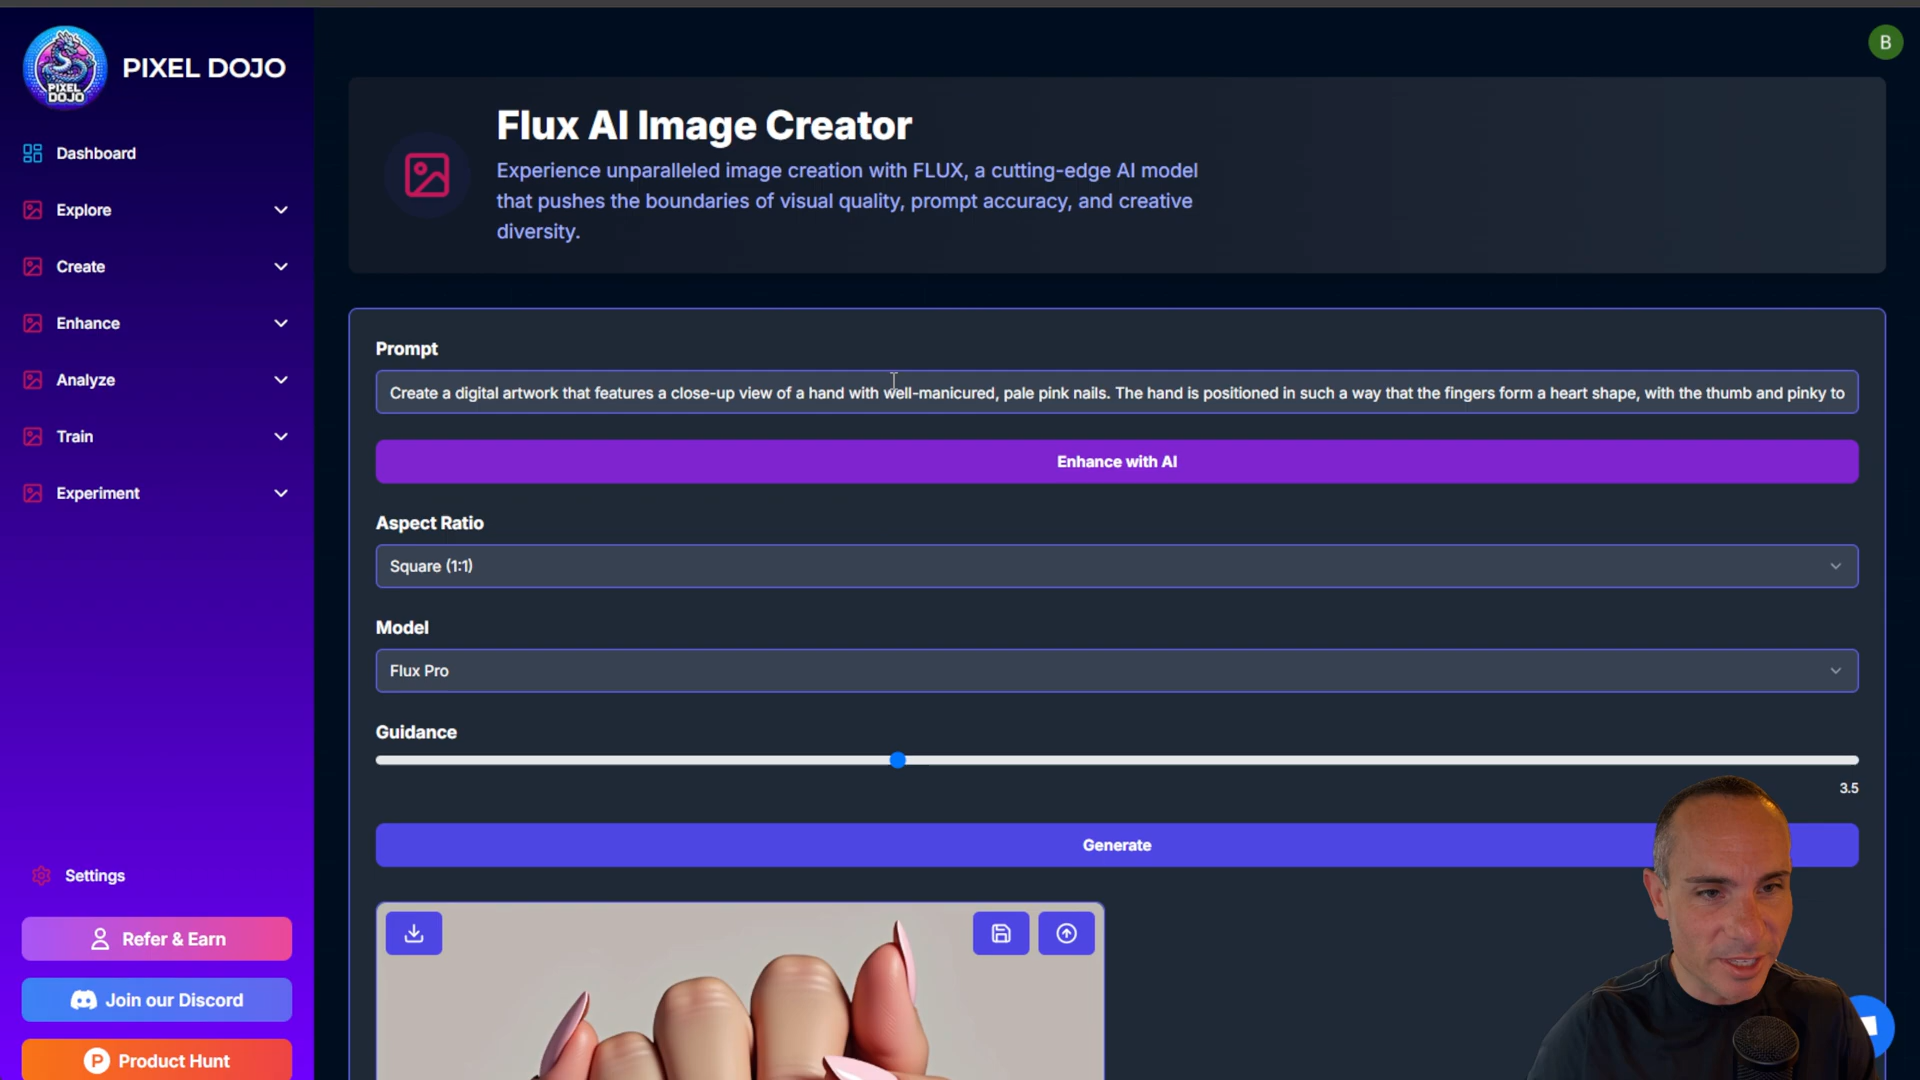 PIXEL DOJO
PIXEL
DOJO
Dashboard
Explore
Create
Enhance
Analyze
Train
Experiment
Settings
Refer & Earn
Join our Discord
P Product Hunt
B
Flux AI Image Creator
Experience unparalleled image creation with FLUX, a cutting-edge AI model
that pushes the boundaries of visual quality, prompt accuracy, and creative
diversity.
Prompt
Create a digital artwork that features a close-up view of a hand with well-manicured, pale pink nails. The hand is positioned in such a way that the fingers form a heart shape, with the thumb and pinky to
Enhance with AI
Aspect Ratio
Square (1:1)
Model
Flux Pro
Guidance
3.5
Generate